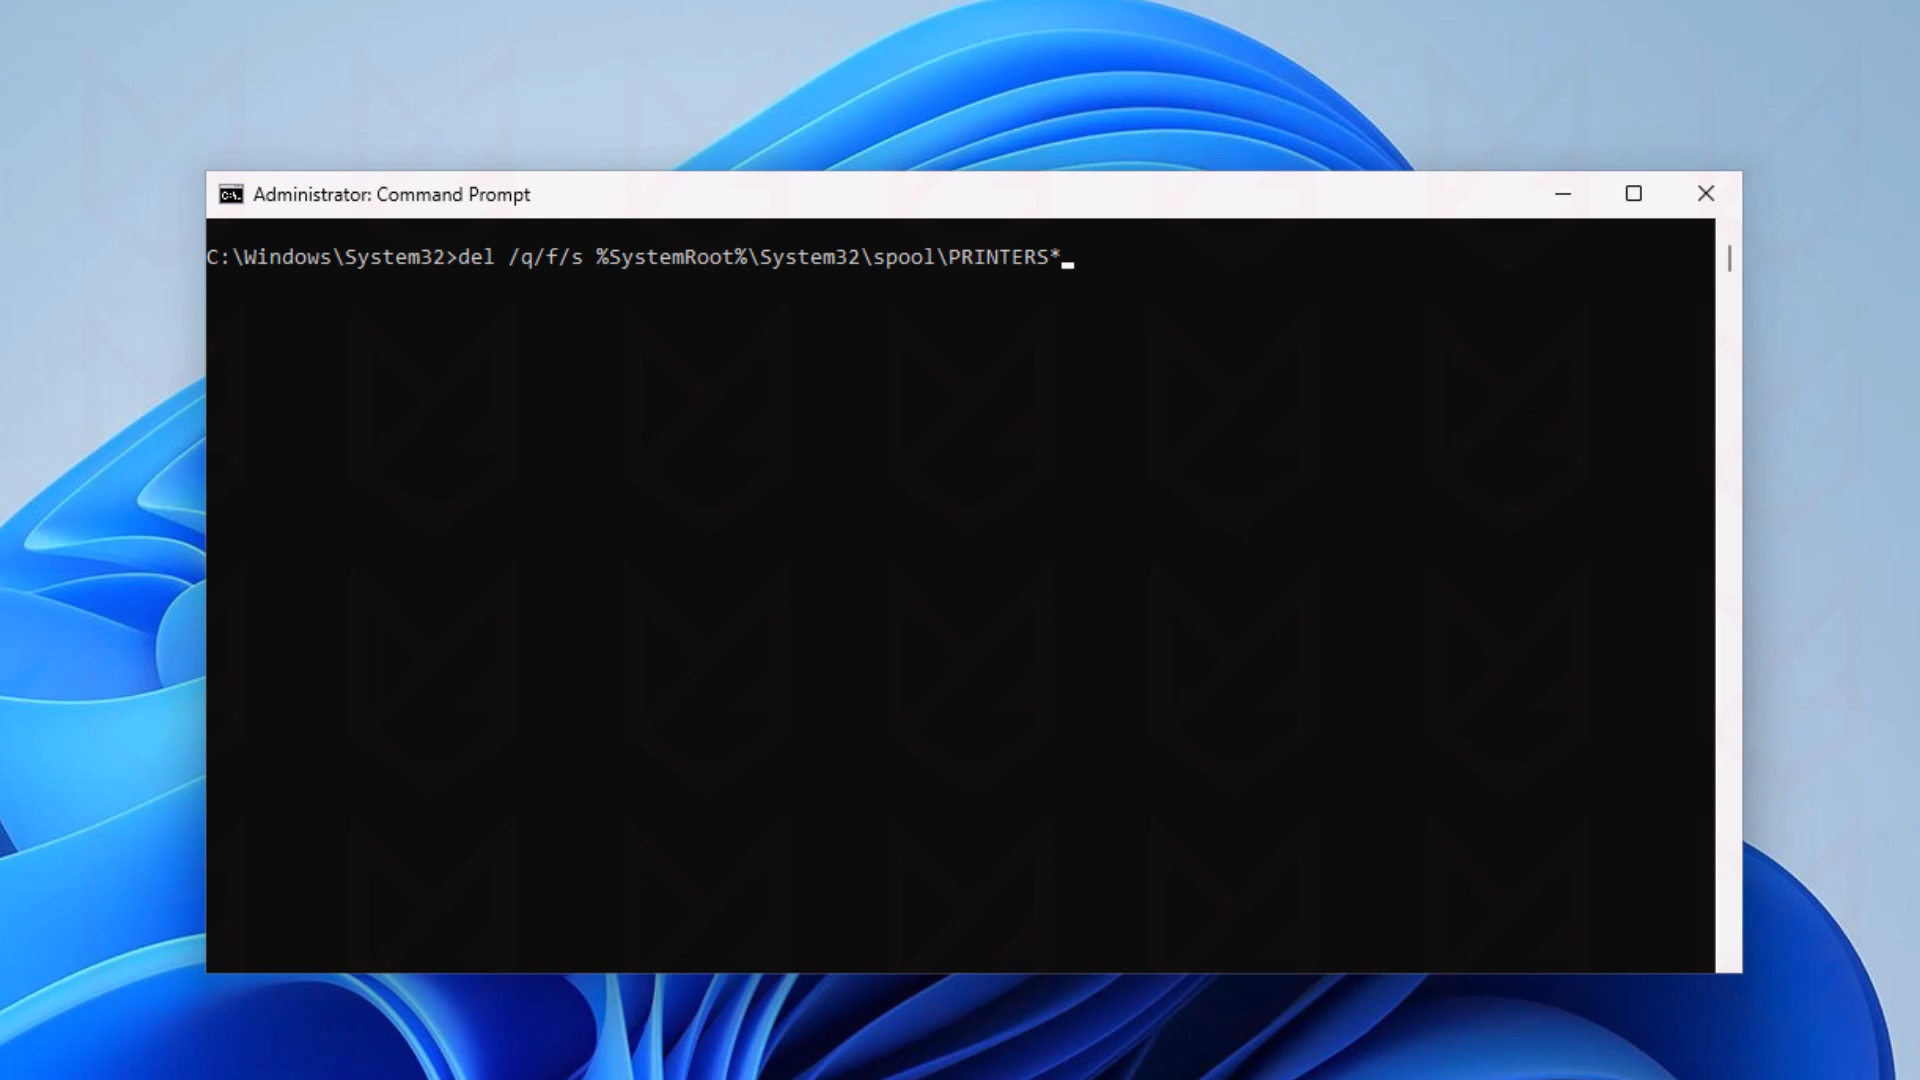 Administrator: Command Prompt
C:\Windows\System32>del /q/f/s %SystemRoot%\System32\spool\PRINTERS*